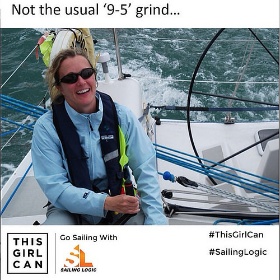 Not the usual '9-5' grind...
THIS
GIRL
CAN
Go Sailing With
SAILING LOGIC
#ThisGirlCan
#SailingLogic